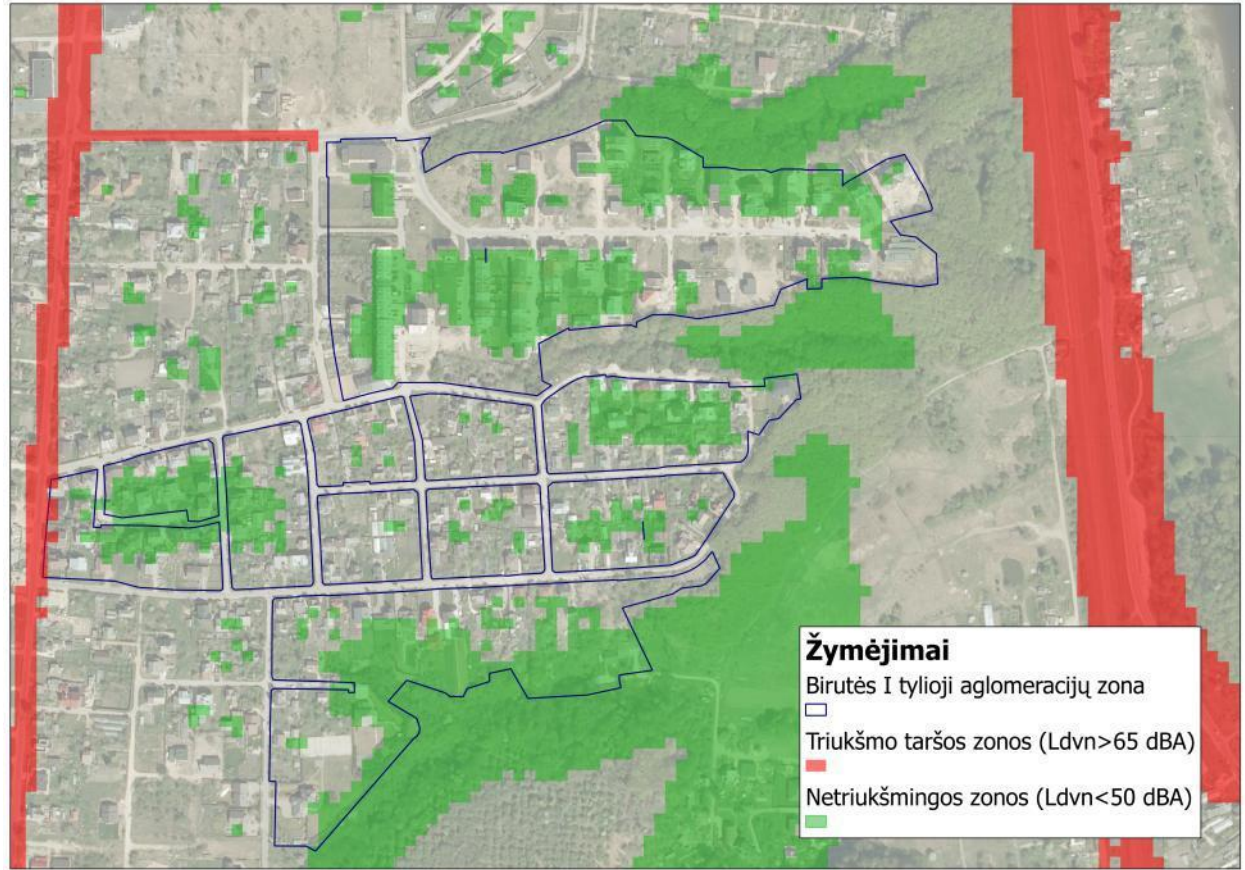 Žymėjimai
Birutės I tylioji aglomeracijų zona
Triukšmo taršos zonos (Ldvn>65 dBA)
Netriukšmingos zonos (Ldvn<50 dBA)